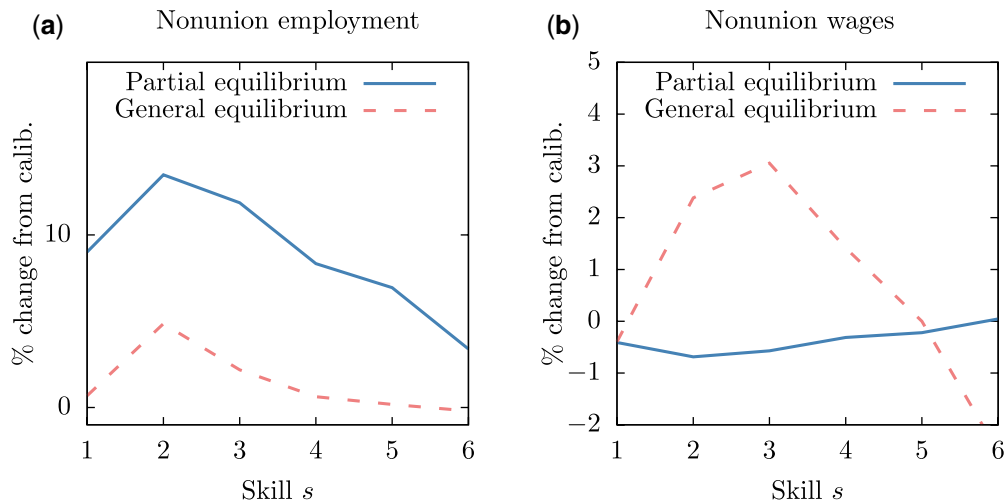 (a) Nonunion employment
Partial equilibrium
General equilibrium
% change from calib.
10
0
1 2 3 4 5 6
Skill s
(b) Nonunion wages
Partial equilibrium
General equilibrium
% change from calib.
5
4
3
2
1
0
−1
−2
1 2 3 4 5 6
Skill s